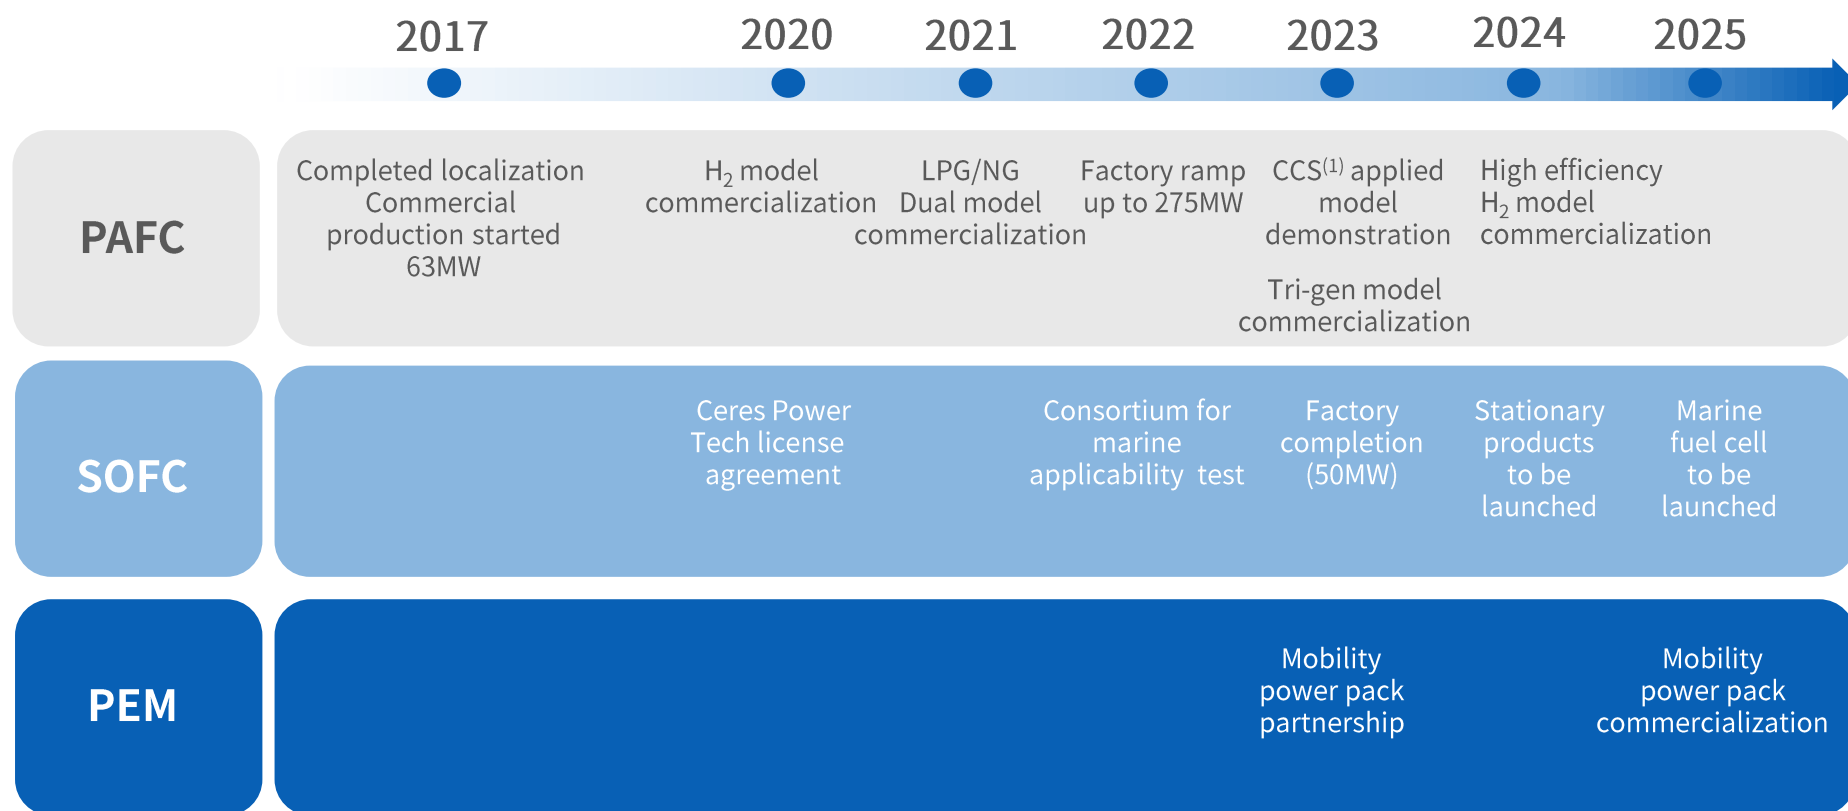 2017
2020
2021
2022
2023
2024
2025
PAFC
Completed localization
Commercial
production started
63MW
H₂ model
commercialization
LPG/NG
Dual model
commercialization
Factory ramp
up to 275MW
CCS⁽¹⁾ applied
model
demonstration
Tri-gen model
commercialization
High efficiency
H₂ model
commercialization
SOFC
Ceres Power
Tech license
agreement
Consortium for
marine
applicability test
Factory
completion
(50MW)
Stationary
products
to be
launched
Marine
fuel cell
to be
launched
PEM
Mobility
power pack
partnership
Mobility
power pack
commercialization